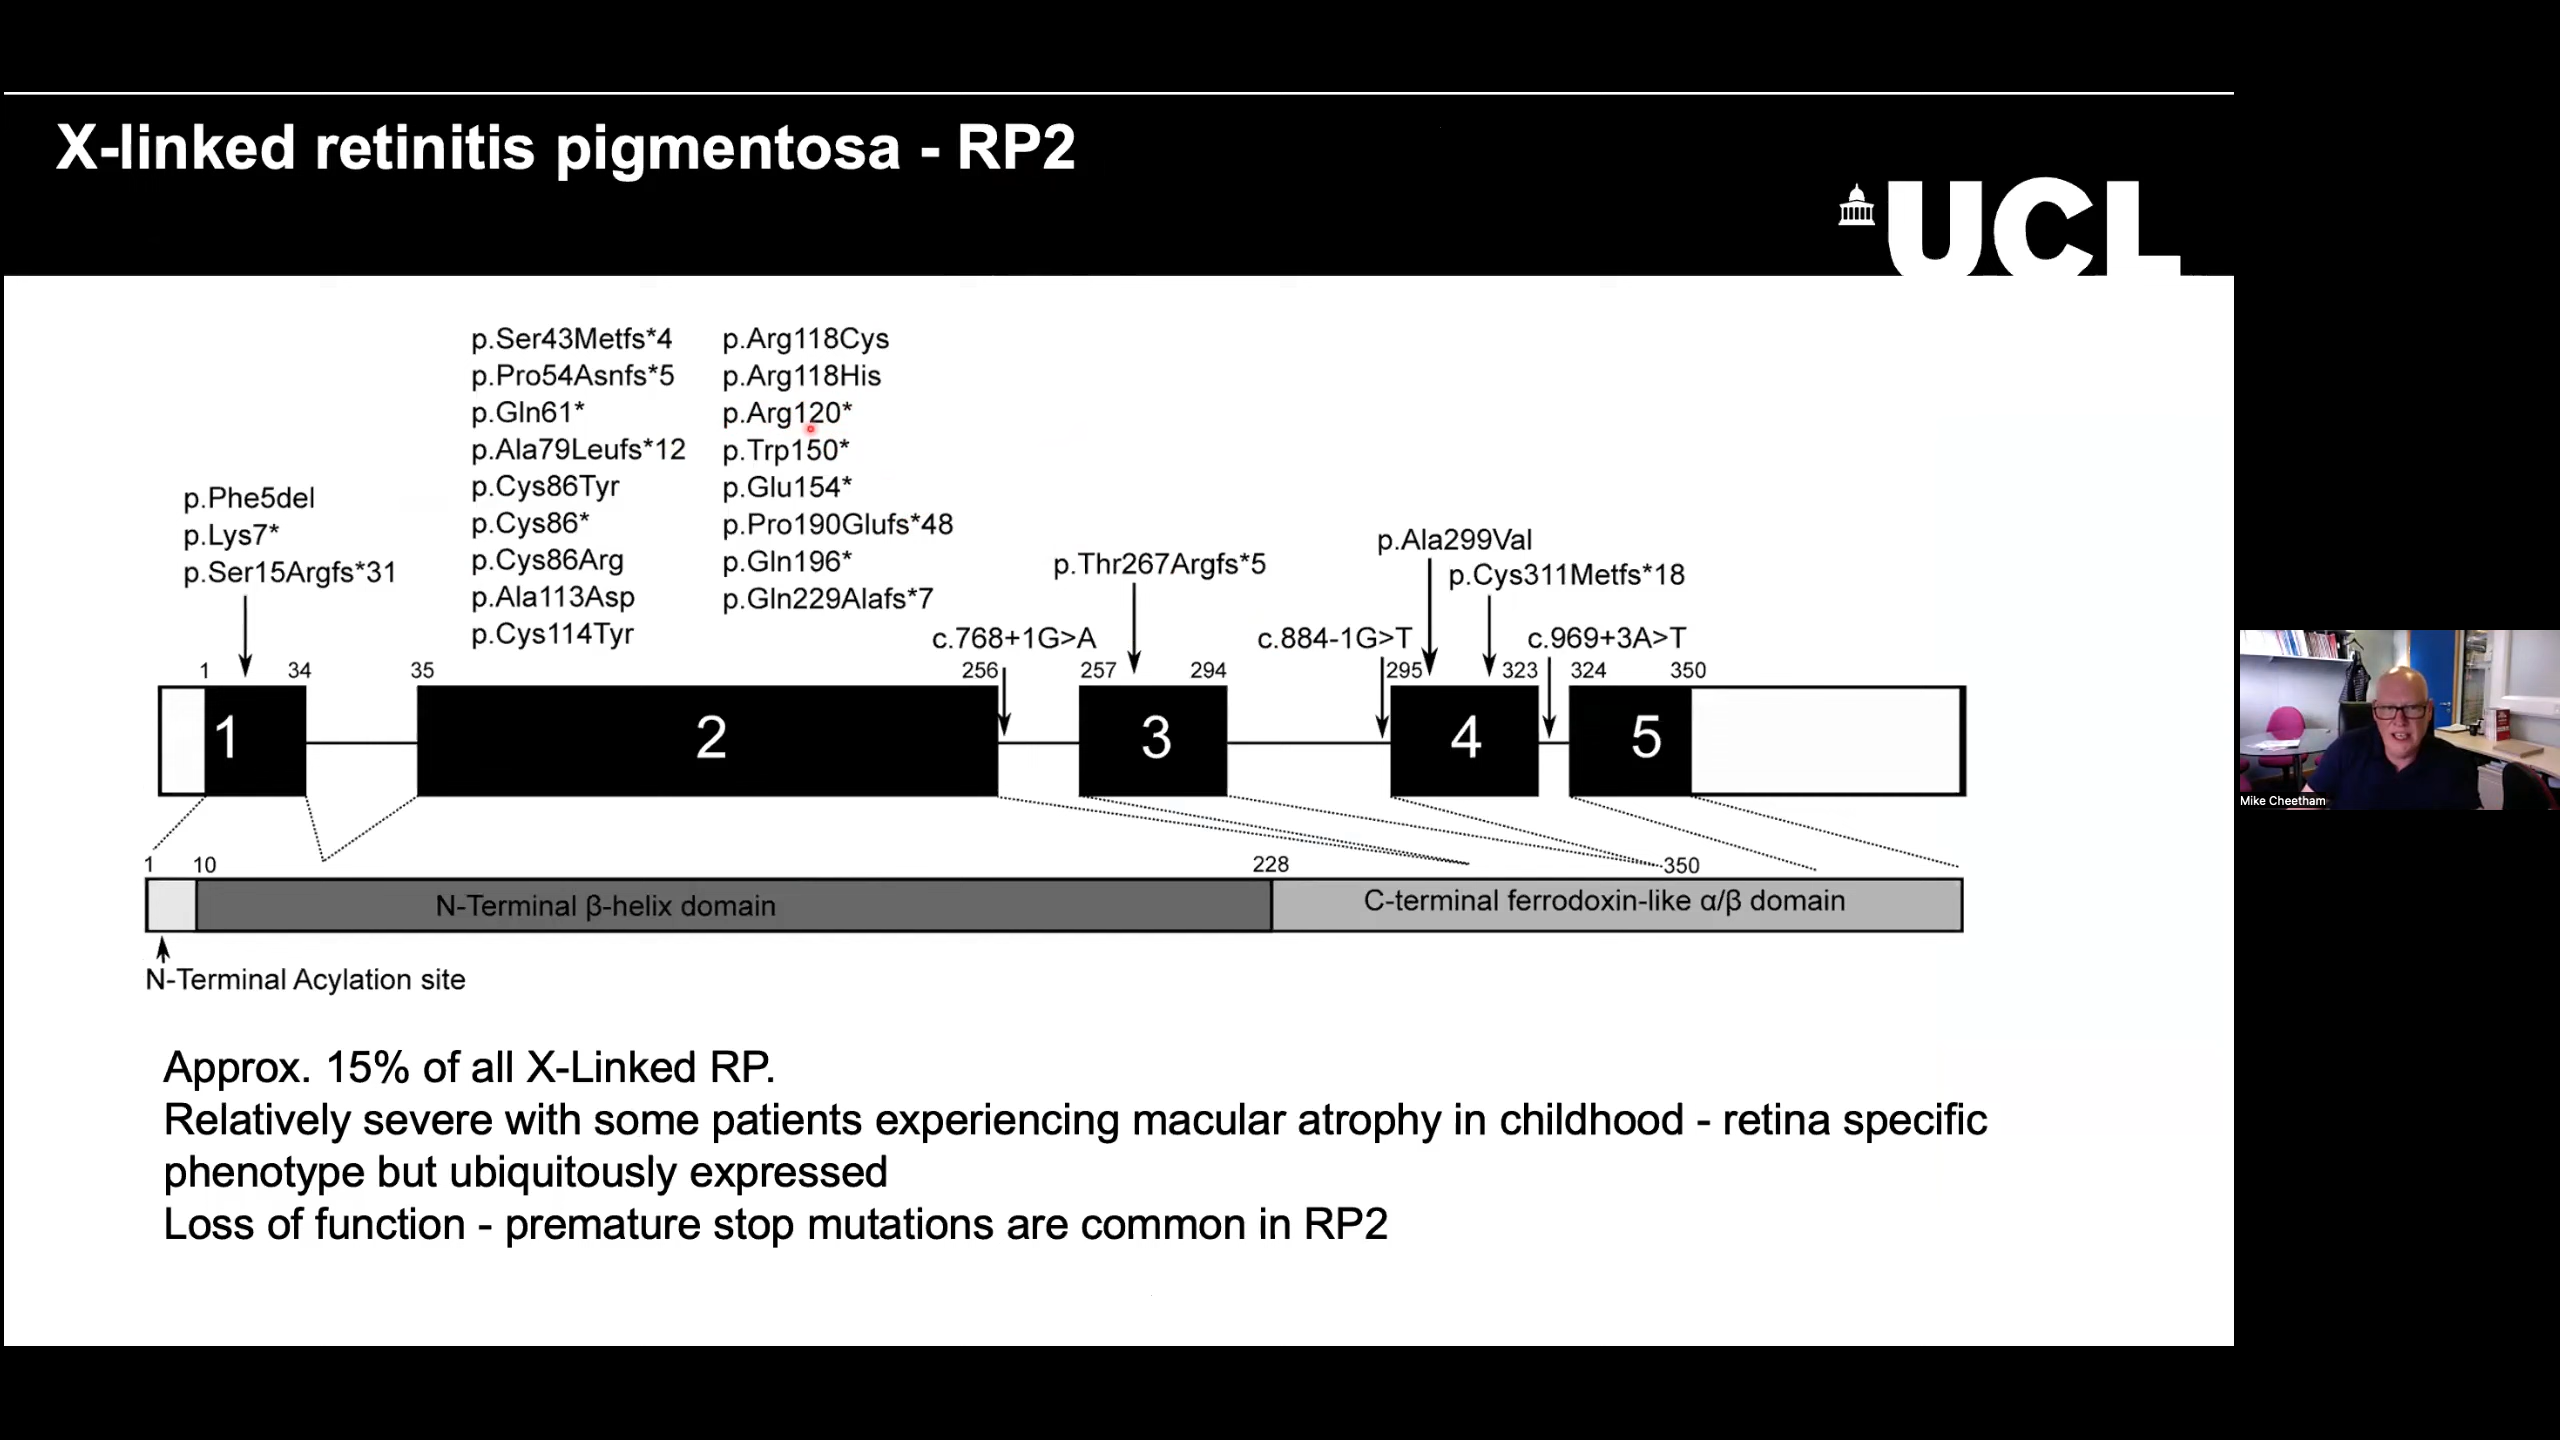 X-linked retinitis pigmentosa - RP2
UCL
p.Phe5del
p.Lys7*
p.Ser15Argfs*31
p.Ser43Metfs*4
p.Pro54Asnfs*5
p.Gln61*
p.Ala79Leufs*12
p.Cys86Tyr
p.Cys86*
p.Cys86Arg
p.Ala113Asp
p.Cys114Tyr
p.Arg118Cys
p.Arg118His
p.Arg120*
p.Trp150*
p.Glu154*
p.Pro190Glufs*48
p.Gln196*
p.Gln229Alafs*7
c.768+1G>A
p.Thr267Argfs*5
c.884-1G>T
p.Ala299Val
p.Cys311Metfs*18
c.969+3A>T
1 34 35 256 257 294 295 323 324 350
1 2 3 4 5
1 10 228 350
N-Terminal β-helix domain
C-terminal ferrodoxin-like α/β domain
N-Terminal Acylation site
Approx. 15% of all X-Linked RP.
Relatively severe with some patients experiencing macular atrophy in childhood - retina specific
phenotype but ubiquitously expressed
Loss of function - premature stop mutations are common in RP2
Mike Cheetham